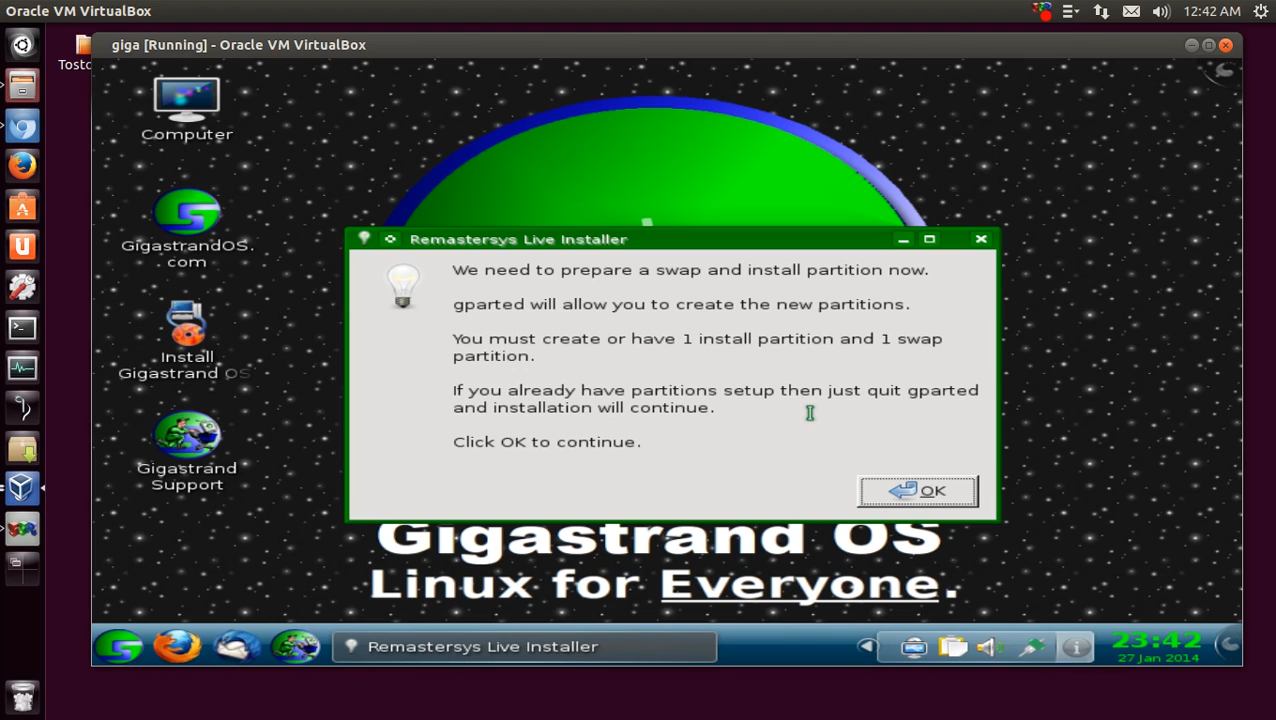 Oracle VM VirtualBox
12:42 AM
Tosto
giga [Running] - Oracle VM VirtualBox
Computer
GigastrandOS.
com
Install
Gigastrand OS
Gigastrand
Support
Remastersys Live Installer
We need to prepare a swap and install partition now.
gparted will allow you to create the new partitions.
You must create or have 1 install partition and 1 swap
partition.
If you already have partitions setup then just quit gparted
and installation will continue.
Click OK to continue.
OK
Gigastrand OS
Linux for Everyone.
Remastersys Live Installer
23:42
27 Jan 2014